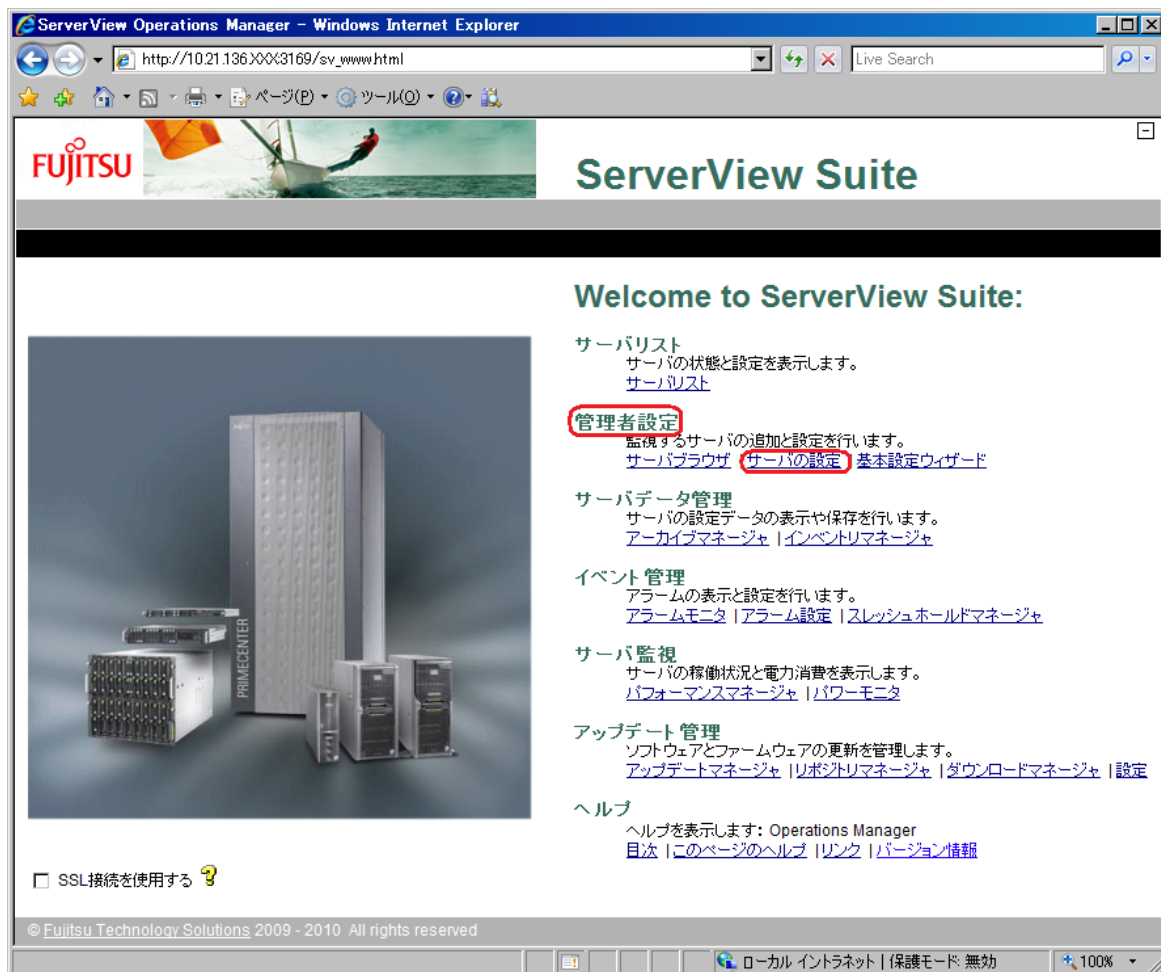 ServerView Operations Manager - Windows Internet Explorer
http://10.21.136.XXX:3169/sv_www.html
Live Search
ページ(P)
ツール(O)
FUJITSU
ServerView Suite
Welcome to ServerView Suite:
サーバリスト
サーバの状態と設定を表示します。
サーバリスト
管理者設定
監視するサーバの追加と設定を行います。
サーバブラウザ | サーバの設定 | 基本設定ウィザード
サーバデータ管理
サーバの設定データの表示や保存を行います。
アーカイブマネージャ | インベントリマネージャ
イベント管理
アラームの表示と設定を行います。
アラームモニタ | アラーム設定 | スレッシュホールドマネージャ
サーバ監視
サーバの稼働状況と電力消費を表示します。
パフォーマンスマネージャ | パワーモニタ
アップデート管理
ソフトウェアとファームウェアの更新を管理します。
アップデートマネージャ | リポジトリマネージャ | ダウンロードマネージャ | 設定
ヘルプ
ヘルプを表示します: Operations Manager
目次 | このページのヘルプ | リンク | バージョン情報
PRIMECENTER
SSL接続を使用する
© Fujitsu Technology Solutions 2009 - 2010 All rights reserved
ローカル イントラネット | 保護モード: 無効
100%